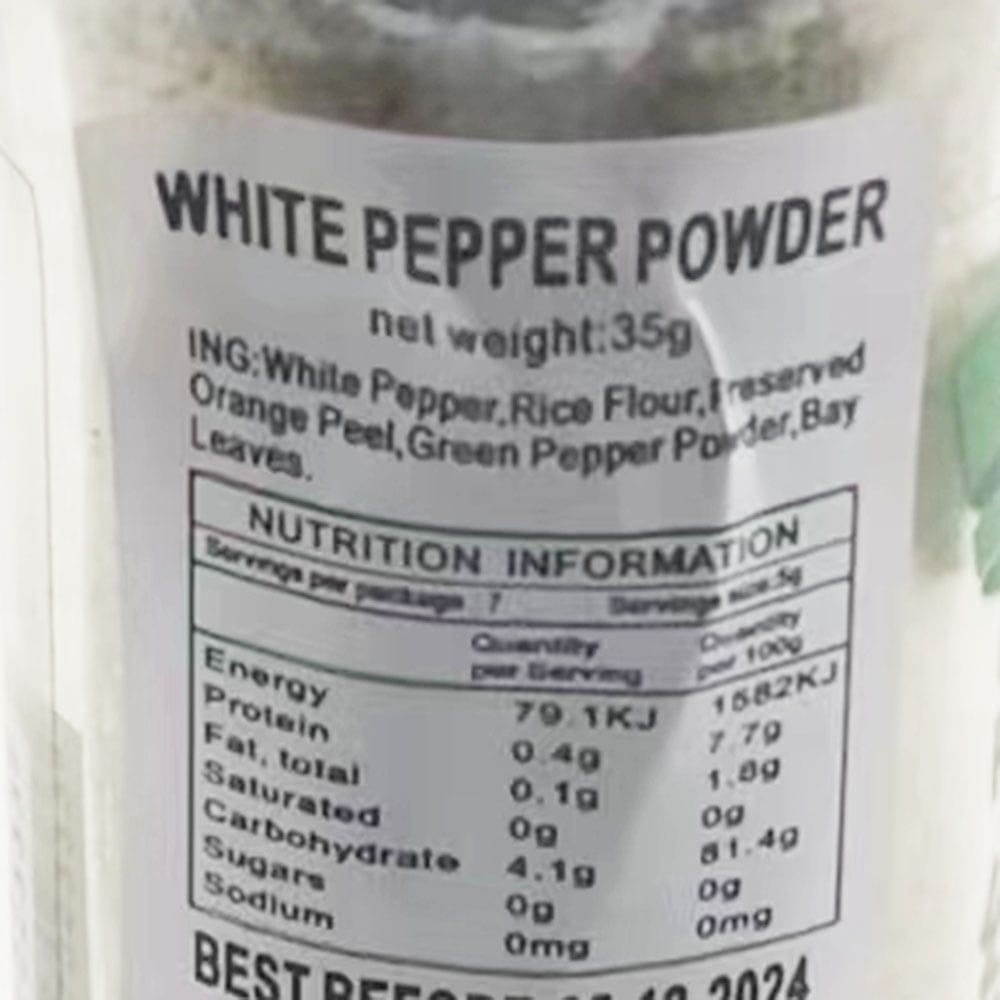 WHITE PEPPER POWDER
net weight:35g
ING:White Pepper,Rice Flour,Preserved
Orange Peel,Green Pepper Powder,Bay
Leaves.
NUTRITION INFORMATION
Servings per package 7 Servings size:5g
Quantity Quantity
per Serving per 100g
Energy 79.1KJ 1582KJ
Protein 0.4g 7.7g
Fat, total 0.1g 1.8g
Saturated 0g 0g
Carbohydrate 4.1g 81.4g
Sugars 0g 0g
Sodium 0mg 0mg
BEST BEFORE 2024